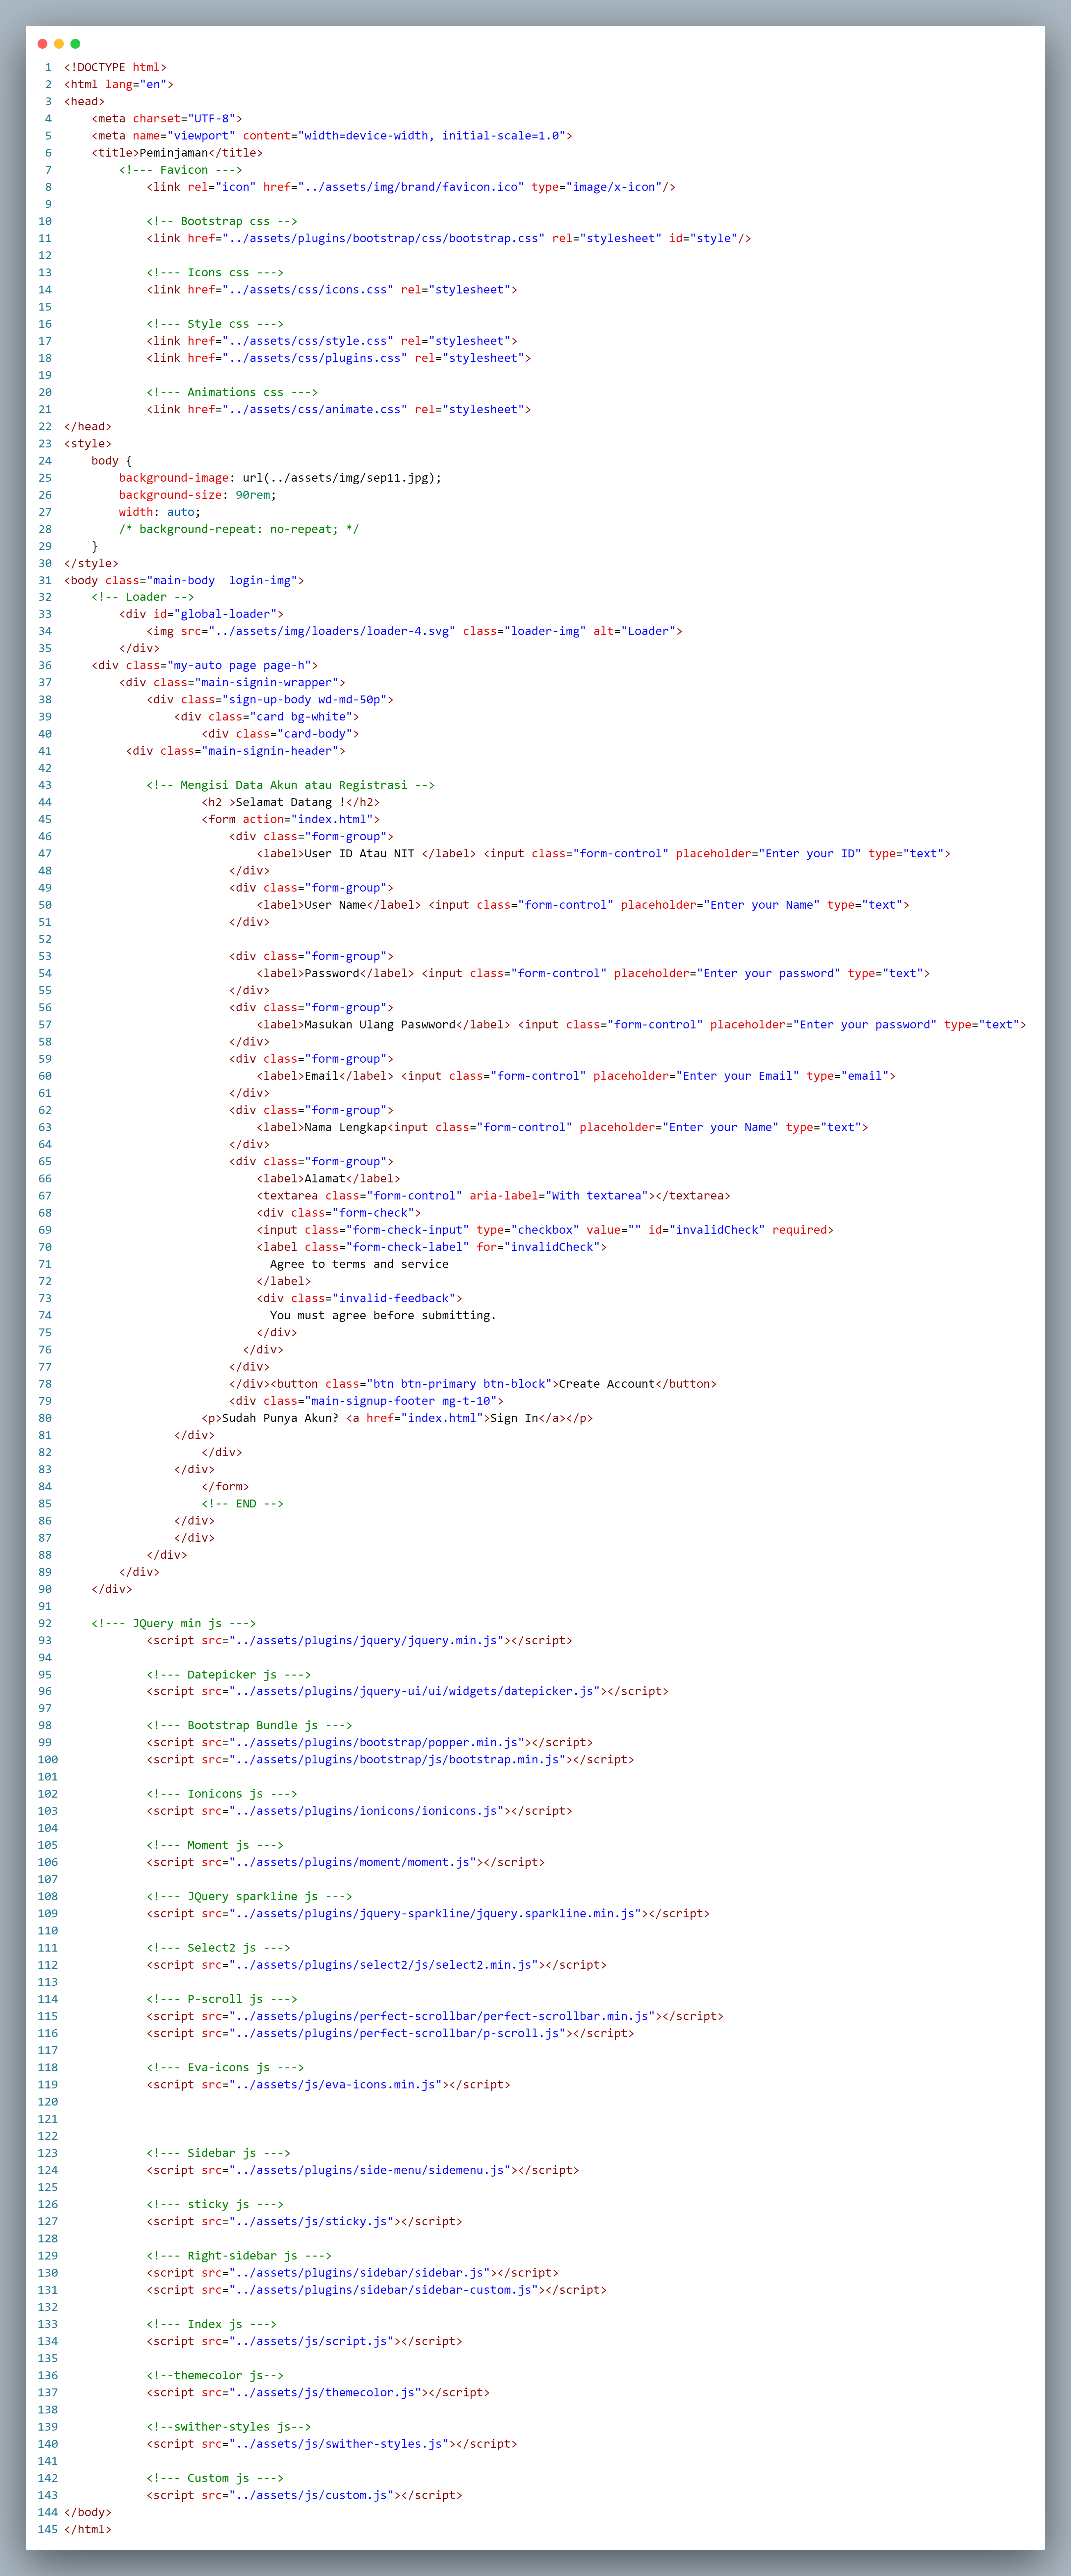 1 <!DOCTYPE html>
2 <html lang="en">
3 <head>
4     <meta charset="UTF-8">
5     <meta name="viewport" content="width=device-width, initial-scale=1.0">
6     <title>Peminjaman</title>
7         <!--- Favicon --->
8             <link rel="icon" href="../assets/img/brand/favicon.ico" type="image/x-icon"/>
9
10             <!-- Bootstrap css -->
11             <link href="../assets/plugins/bootstrap/css/bootstrap.css" rel="stylesheet" id="style"/>
12
13             <!--- Icons css --->
14             <link href="../assets/css/icons.css" rel="stylesheet">
15
16             <!--- Style css --->
17             <link href="../assets/css/style.css" rel="stylesheet">
18             <link href="../assets/css/plugins.css" rel="stylesheet">
19
20             <!--- Animations css --->
21             <link href="../assets/css/animate.css" rel="stylesheet">
22 </head>
23 <style>
24     body {
25         background-image: url(../assets/img/sep11.jpg);
26         background-size: 90rem;
27         width: auto;
28         /* background-repeat: no-repeat; */
29     }
30 </style>
31 <body class="main-body  login-img">
32     <!-- Loader -->
33         <div id="global-loader">
34             <img src="../assets/img/loaders/loader-4.svg" class="loader-img" alt="Loader">
35         </div>
36     <div class="my-auto page page-h">
37         <div class="main-signin-wrapper">
38             <div class="sign-up-body wd-md-50p">
39                 <div class="card bg-white">
40                     <div class="card-body">
41          <div class="main-signin-header">
42
43             <!-- Mengisi Data Akun atau Registrasi -->
44                     <h2 >Selamat Datang !</h2>
45                     <form action="index.html">
46                         <div class="form-group">
47                             <label>User ID Atau NIT </label> <input class="form-control" placeholder="Enter your ID" type="text">
48                         </div>
49                         <div class="form-group">
50                             <label>User Name</label> <input class="form-control" placeholder="Enter your Name" type="text">
51                         </div>
52
53                         <div class="form-group">
54                             <label>Password</label> <input class="form-control" placeholder="Enter your password" type="text">
55                         </div>
56                         <div class="form-group">
57                             <label>Masukan Ulang Paswword</label> <input class="form-control" placeholder="Enter your password" type="text">
58                         </div>
59                         <div class="form-group">
60                             <label>Email</label> <input class="form-control" placeholder="Enter your Email" type="email">
61                         </div>
62                         <div class="form-group">
63                             <label>Nama Lengkap<input class="form-control" placeholder="Enter your Name" type="text">
64                         </div>
65                         <div class="form-group">
66                             <label>Alamat</label>
67                             <textarea class="form-control" aria-label="With textarea"></textarea>
68                             <div class="form-check">
69                             <input class="form-check-input" type="checkbox" value="" id="invalidCheck" required>
70                             <label class="form-check-label" for="invalidCheck">
71                               Agree to terms and service
72                             </label>
73                             <div class="invalid-feedback">
74                               You must agree before submitting.
75                             </div>
76                           </div>
77                         </div>
78                         </div><button class="btn btn-primary btn-block">Create Account</button>
79                         <div class="main-signup-footer mg-t-10">
80                     <p>Sudah Punya Akun? <a href="index.html">Sign In</a></p>
81                 </div>
82                     </div>
83                 </div>
84                     </form>
85                     <!-- END -->
86                 </div>
87                 </div>
88             </div>
89         </div>
90     </div>
91
92     <!--- JQuery min js --->
93             <script src="../assets/plugins/jquery/jquery.min.js"></script>
94
95             <!--- Datepicker js --->
96             <script src="../assets/plugins/jquery-ui/ui/widgets/datepicker.js"></script>
97
98             <!--- Bootstrap Bundle js --->
99             <script src="../assets/plugins/bootstrap/popper.min.js"></script>
100             <script src="../assets/plugins/bootstrap/js/bootstrap.min.js"></script>
101
102             <!--- Ionicons js --->
103             <script src="../assets/plugins/ionicons/ionicons.js"></script>
104
105             <!--- Moment js --->
106             <script src="../assets/plugins/moment/moment.js"></script>
107
108             <!--- JQuery sparkline js --->
109             <script src="../assets/plugins/jquery-sparkline/jquery.sparkline.min.js"></script>
110
111             <!--- Select2 js --->
112             <script src="../assets/plugins/select2/js/select2.min.js"></script>
113
114             <!--- P-scroll js --->
115             <script src="../assets/plugins/perfect-scrollbar/perfect-scrollbar.min.js"></script>
116             <script src="../assets/plugins/perfect-scrollbar/p-scroll.js"></script>
117
118             <!--- Eva-icons js --->
119             <script src="../assets/js/eva-icons.min.js"></script>
120
121
122
123             <!--- Sidebar js --->
124             <script src="../assets/plugins/side-menu/sidemenu.js"></script>
125
126             <!--- sticky js --->
127             <script src="../assets/js/sticky.js"></script>
128
129             <!--- Right-sidebar js --->
130             <script src="../assets/plugins/sidebar/sidebar.js"></script>
131             <script src="../assets/plugins/sidebar/sidebar-custom.js"></script>
132
133             <!--- Index js --->
134             <script src="../assets/js/script.js"></script>
135
136             <!--themecolor js-->
137             <script src="../assets/js/themecolor.js"></script>
138
139             <!--swither-styles js-->
140             <script src="../assets/js/swither-styles.js"></script>
141
142             <!--- Custom js --->
143             <script src="../assets/js/custom.js"></script>
144 </body>
145 </html>